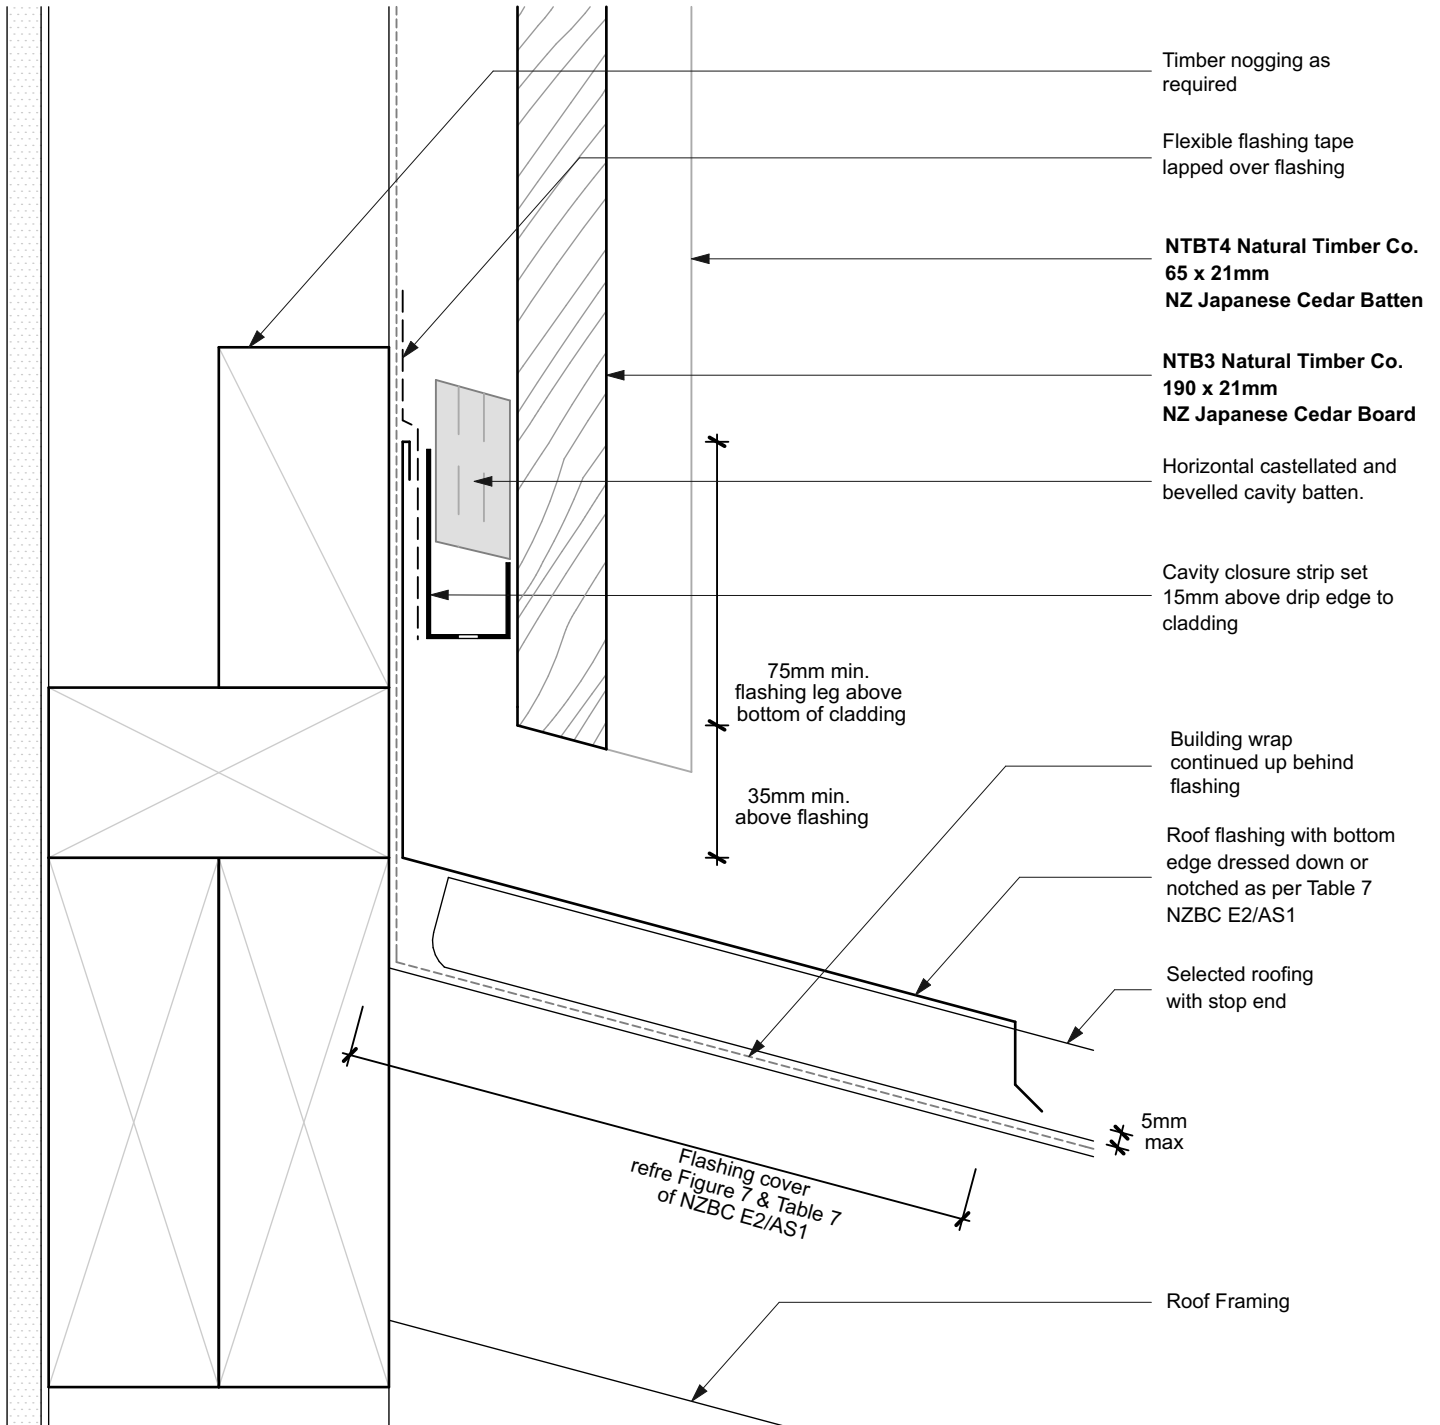 Timber nogging as
required
Flexible flashing tape
lapped over flashing
NTBT4 Natural Timber Co.
65 x 21mm
NZ Japanese Cedar Batten
NTB3 Natural Timber Co.
190 x 21mm
NZ Japanese Cedar Board
Horizontal castellated and
bevelled cavity batten.
Cavity closure strip set
15mm above drip edge to
cladding
75mm min.
flashing leg above
bottom of cladding
35mm min.
above flashing
Building wrap
continued up behind
flashing
Roof flashing with bottom
edge dressed down or
notched as per Table 7
NZBC E2/AS1
Selected roofing
with stop end
5mm
max
Flashing cover
refre Figure 7 & Table 7
of NZBC E2/AS1
Roof Framing